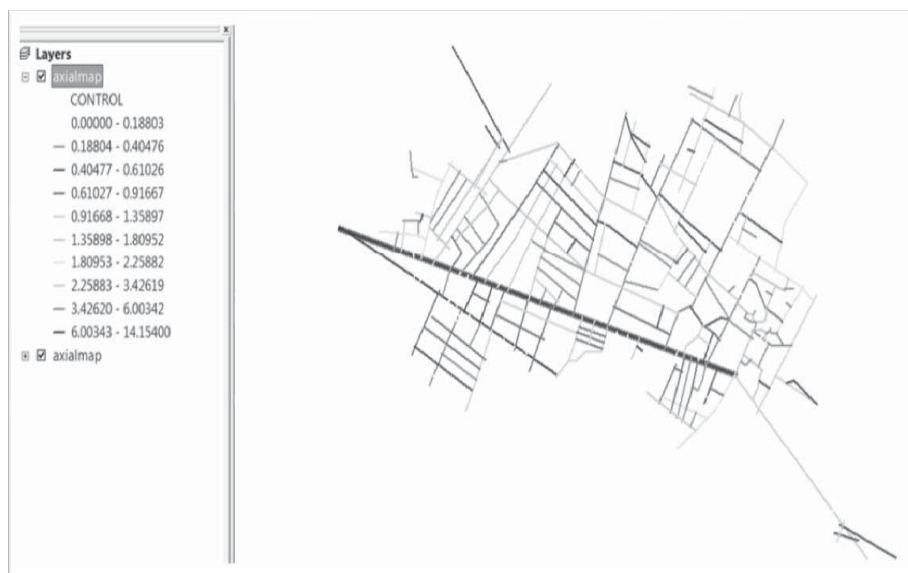 Layers
axialmap
CONTROL
0.00000 - 0.18803
0.18804 - 0.40476
0.40477 - 0.61026
0.61027 - 0.91667
0.91668 - 1.35897
1.35898 - 1.80952
1.80953 - 2.25882
2.25883 - 3.42619
3.42620 - 6.00342
6.00343 - 14.15400
axialmap